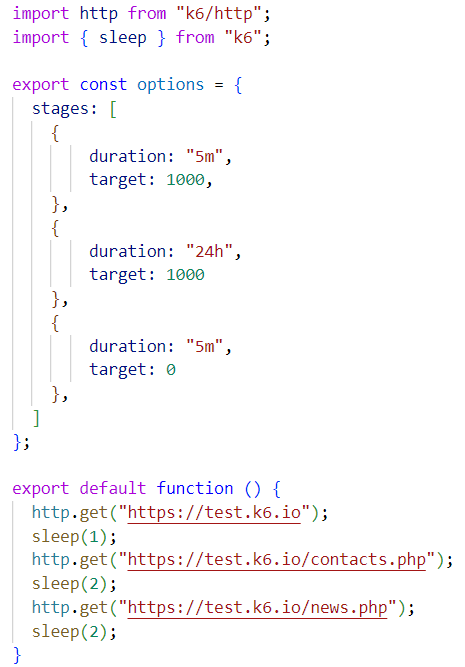 import http from "k6/http";
import { sleep } from "k6";

export const options = {
  stages: [
    {
        duration: "5m",
        target: 1000,
    },
    {
        duration: "24h",
        target: 1000
    },
    {
        duration: "5m",
        target: 0
    },
  ]
};

export default function () {
  http.get("https://test.k6.io");
  sleep(1);
  http.get("https://test.k6.io/contacts.php");
  sleep(2);
  http.get("https://test.k6.io/news.php");
  sleep(2);
}